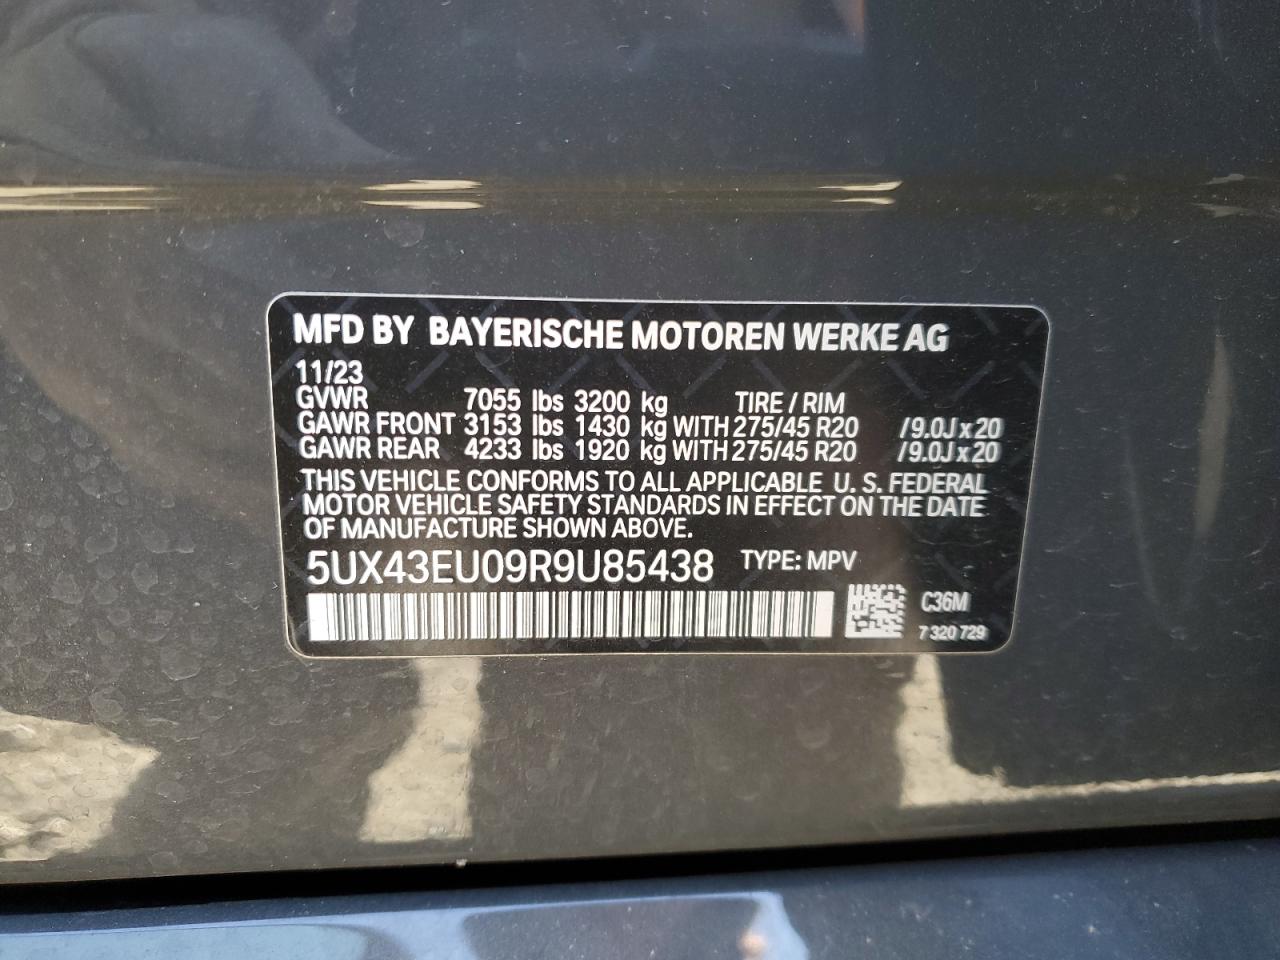 MFD BY BAYERISCHE MOTOREN WERKE AG
11/23
GVWR 7055 lbs 3200 kg TIRE / RIM
GAWR FRONT 3153 lbs 1430 kg WITH 275/45 R20 /9.0J x 20
GAWR REAR 4233 lbs 1920 kg WITH 275/45 R20 /9.0J x 20
THIS VEHICLE CONFORMS TO ALL APPLICABLE U. S. FEDERAL
MOTOR VEHICLE SAFETY STANDARDS IN EFFECT ON THE DATE
OF MANUFACTURE SHOWN ABOVE.
5UX43EU09R9U85438 TYPE: MPV
C36M
7 320 729